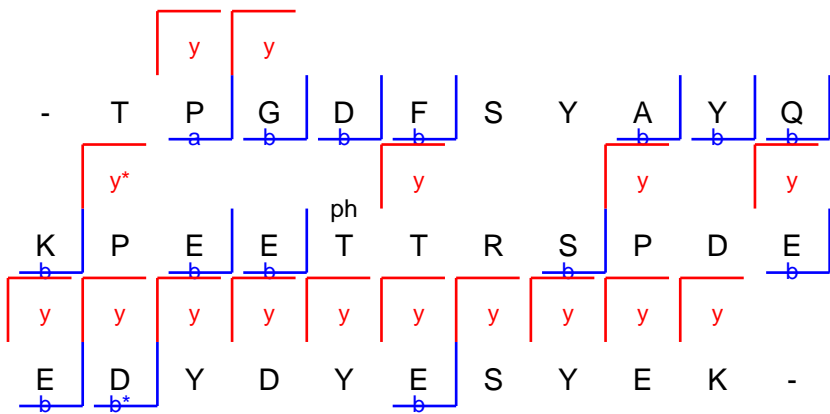 y y
- T P G D F S Y A Y Q
a b b b b b b
y* y y y
ph
K P E E T T R S P D E
b b b b b
y y y y y y y y y y
E D Y D Y E S Y E K -
b b* b